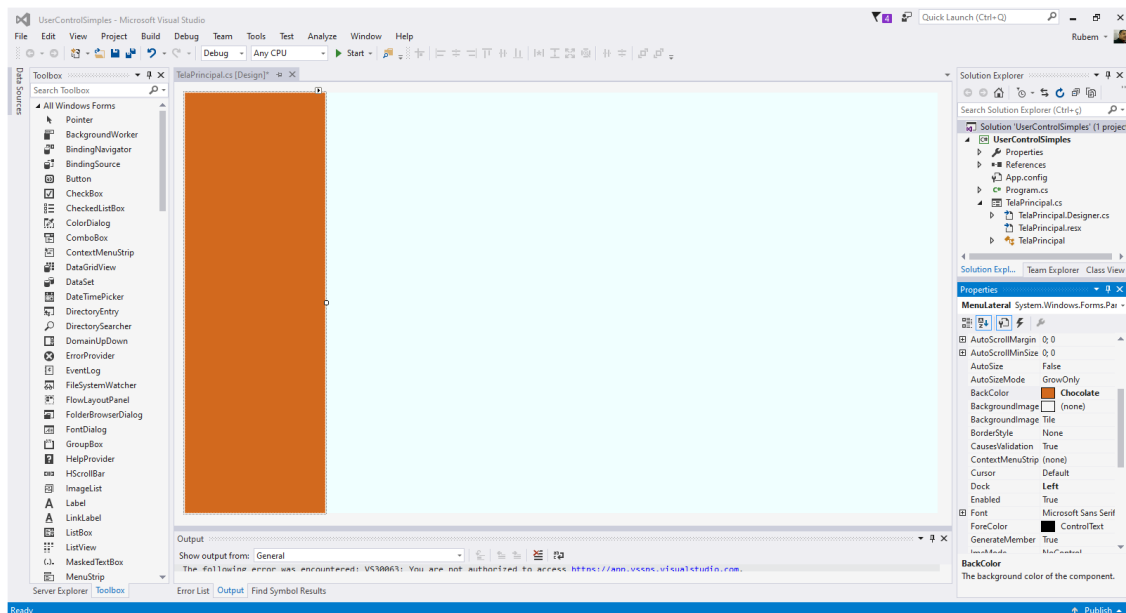 UserControlSimples - Microsoft Visual Studio
4
Quick Launch (Ctrl+Q)
File Edit View Project Build Debug Team Tools Test Analyze Window Help
Rubem
Debug Any CPU Start
Data Sources
Toolbox
Search Toolbox
All Windows Forms
Pointer
BackgroundWorker
BindingNavigator
BindingSource
Button
CheckBox
CheckedListBox
ColorDialog
ComboBox
ContextMenuStrip
DataGridView
DataSet
DateTimePicker
DirectoryEntry
DirectorySearcher
DomainUpDown
ErrorProvider
EventLog
FileSystemWatcher
FlowLayoutPanel
FolderBrowserDialog
FontDialog
GroupBox
HelpProvider
HScrollBar
ImageList
Label
LinkLabel
ListBox
ListView
MaskedTextBox
MenuStrip
Server Explorer Toolbox
TelaPrincipal.cs [Design]*
Output
Show output from: General
The following error was encountered: VS30063: You are not authorized to access https://app.vssps.visualstudio.com.
Error List Output Find Symbol Results
Solution Explorer
Search Solution Explorer (Ctrl+ç)
Solution 'UserControlSimples' (1 project
UserControlSimples
Properties
References
App.config
Program.cs
TelaPrincipal.cs
TelaPrincipal.Designer.cs
TelaPrincipal.resx
TelaPrincipal
Solution Expl... Team Explorer Class View
Properties
MenuLateral System.Windows.Forms.Par
AutoScrollMargin 0; 0
AutoScrollMinSize 0; 0
AutoSize False
AutoSizeMode GrowOnly
BackColor Chocolate
BackgroundImage (none)
BackgroundImage Tile
BorderStyle None
CausesValidation True
ContextMenuStrip (none)
Cursor Default
Dock Left
Enabled True
Font Microsoft Sans Serif
ForeColor ControlText
GenerateMember True
ImeMode NoControl
BackColor
The background color of the component.
Ready
Publish